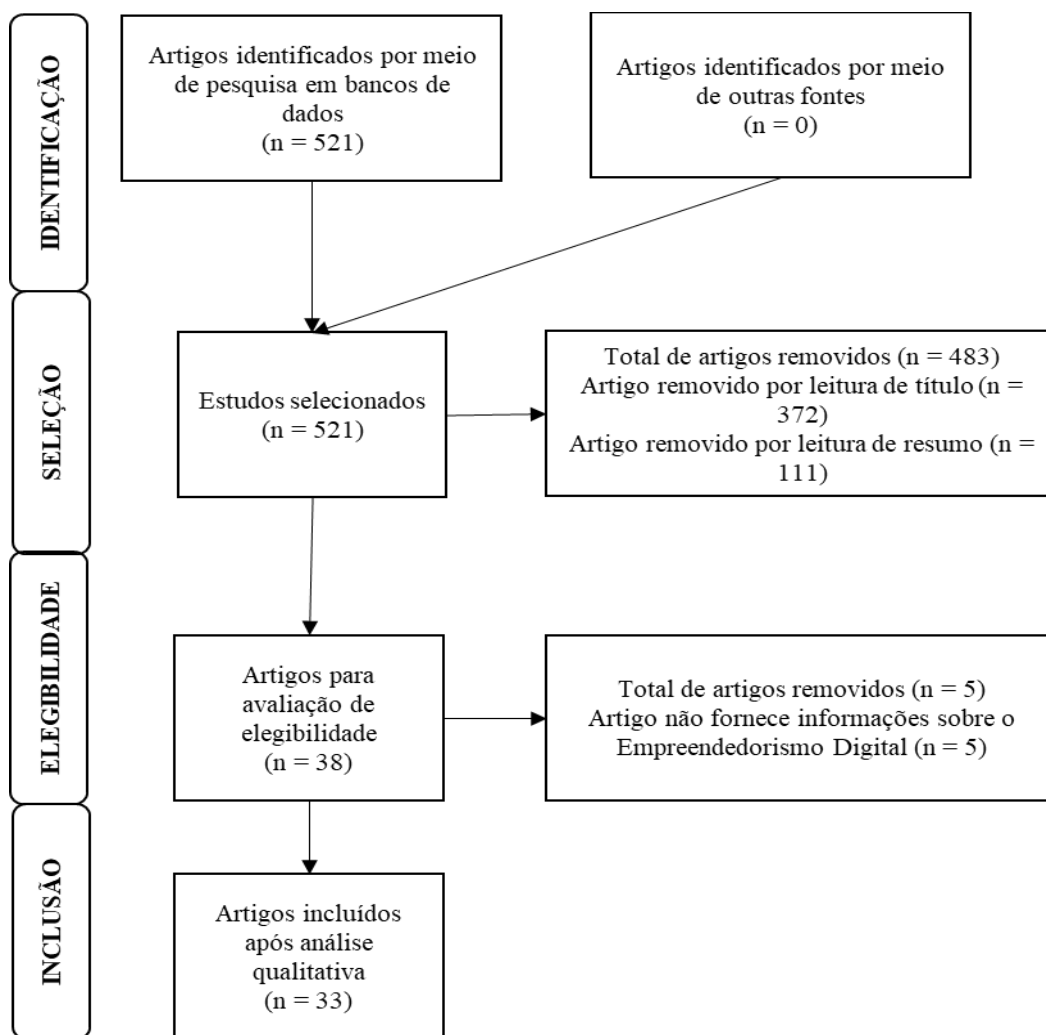 IDENTIFICAÇÃO
Artigos identificados por meio
de pesquisa em bancos de
dados
(n = 521)
Artigos identificados por meio
de outras fontes
(n = 0)
SELEÇÃO
Estudos selecionados
(n = 521)
Total de artigos removidos (n = 483)
Artigo removido por leitura de título (n =
372)
Artigo removido por leitura de resumo (n =
111)
ELEGIBILIDADE
Artigos para
avaliação de
elegibilidade
(n = 38)
Total de artigos removidos (n = 5)
Artigo não fornece informações sobre o
Empreendedorismo Digital (n = 5)
INCLUSÃO
Artigos incluídos
após análise
qualitativa
(n = 33)